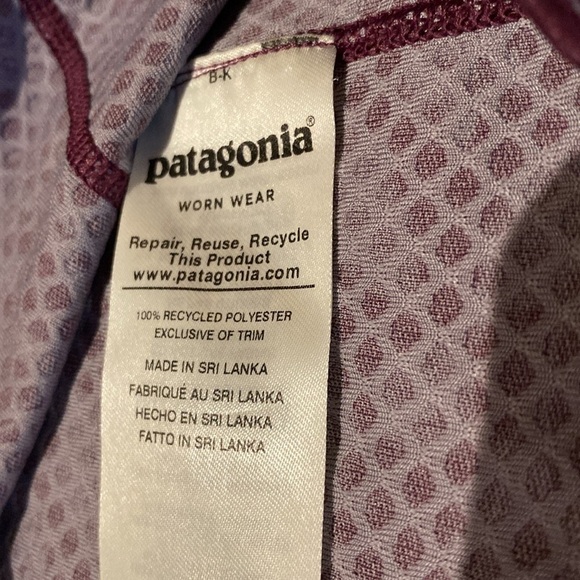 B-K
patagonia®
WORN WEAR
Repair, Reuse, Recycle
This Product
www.patagonia.com
100% RECYCLED POLYESTER
EXCLUSIVE OF TRIM
MADE IN SRI LANKA
FABRIQUÉ AU SRI LANKA
HECHO EN SRI LANKA
FATTO IN SRI LANKA